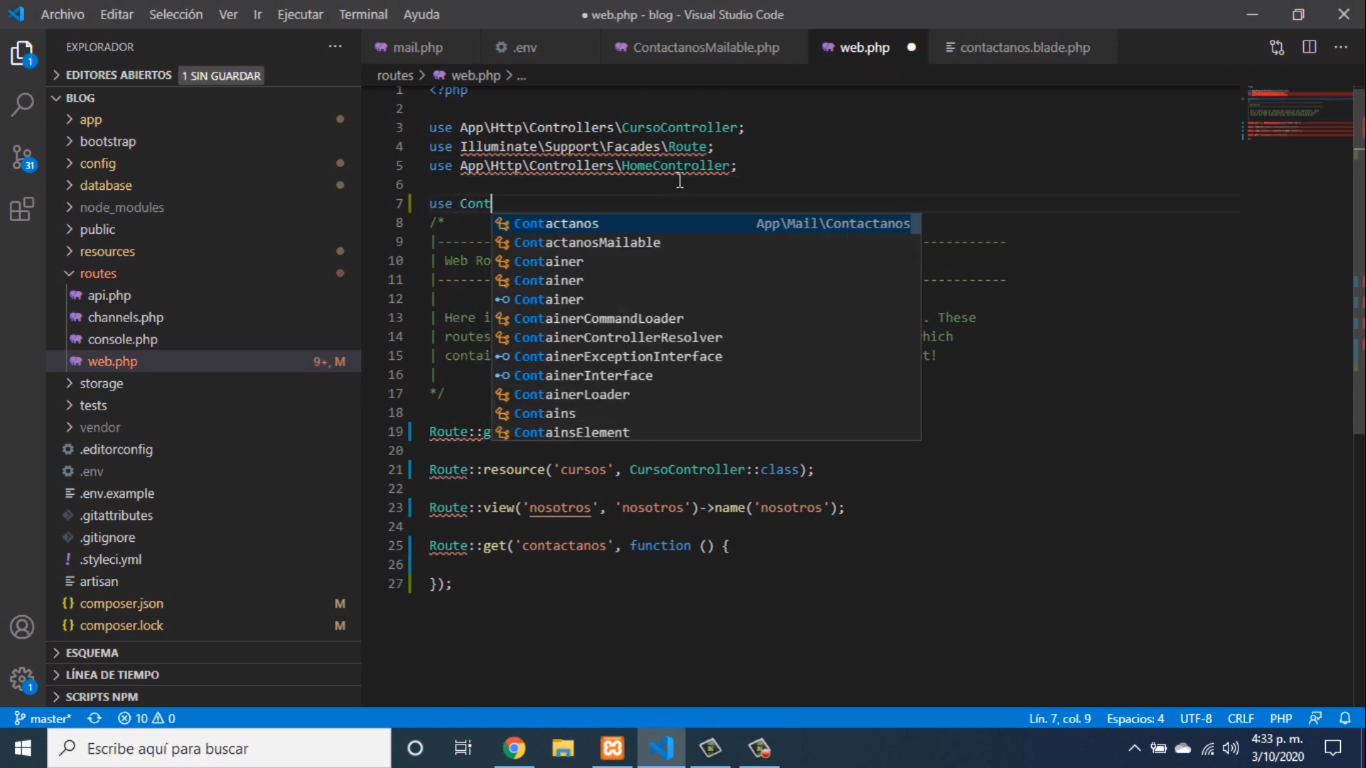 Archivo Editar Selección Ver Ir Ejecutar Terminal Ayuda
● web.php - blog - Visual Studio Code
EXPLORADOR
EDITORES ABIERTOS 1 SIN GUARDAR
BLOG
app
bootstrap
config
database
node_modules
public
resources
routes
api.php
channels.php
console.php
web.php 9+, M
storage
tests
vendor
.editorconfig
.env
.env.example
.gitattributes
.gitignore
.styleci.yml
artisan
composer.json M
composer.lock M
ESQUEMA
LÍNEA DE TIEMPO
SCRIPTS NPM
1
31
1
mail.php .env ContactanosMailable.php web.php contactanos.blade.php
routes > web.php > ...
1 <?php
2
3 use App\Http\Controllers\CursoController;
4 use Illuminate\Support\Facades\Route;
5 use App\Http\Controllers\HomeController;
6
7 use Cont
8 /*
9 |--------------------------------------------------------------------------
10 | Web Ro
11 |--------------------------------------------------------------------------
12 |
13 | Here i . These
14 | routes hich
15 | contai t!
16 |
17 */
18
19 Route::g
20
21 Route::resource('cursos', CursoController::class);
22
23 Route::view('nosotros', 'nosotros')->name('nosotros');
24
25 Route::get('contactanos', function () {
26
27 });
Contactanos App\Mail\Contactanos
ContactanosMailable
Container
Container
Container
ContainerCommandLoader
ContainerControllerResolver
ContainerExceptionInterface
ContainerInterface
ContainerLoader
Contains
ContainsElement
master* 10 0 Lín. 7, col. 9 Espacios: 4 UTF-8 CRLF PHP
Escribe aquí para buscar
4:33 p. m.
3/10/2020